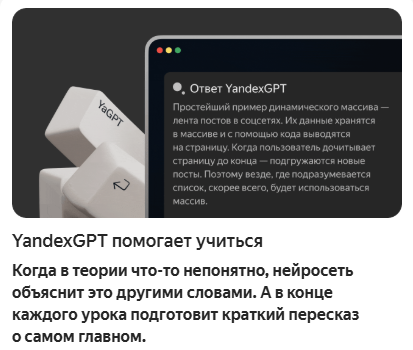 YaGPT
Ответ YandexGPT
Простейший пример динамического массива —
лента постов в соцсетях. Их данные хранятся
в массиве и с помощью кода выводятся
на страницу. Когда пользователь дочитывает
страницу до конца — подгружаются новые
посты. Поэтому везде, где подразумевается
список, скорее всего, будет использоваться
массив.
YandexGPT помогает учиться
Когда в теории что-то непонятно, нейросеть
объяснит это другими словами. А в конце
каждого урока подготовит краткий пересказ
о самом главном.